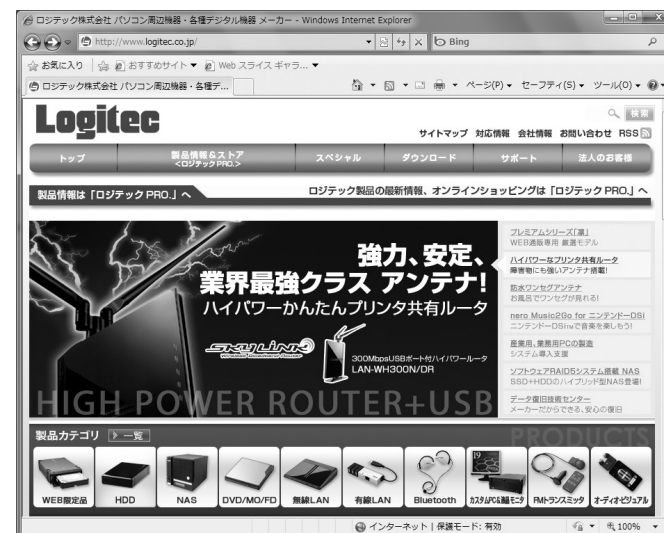 ロジテック株式会社 パソコン周辺機器・各種デジタル機器 メーカー - Windows Internet Explorer
http://www.logitec.co.jp/
Bing
お気に入り おすすめサイト ▼ Web スライス ギャラ... ▼
ロジテック株式会社 パソコン周辺機器・各種デ...
ページ(P) セーフティ(S) ツール(O)
Logitec
検索
サイトマップ 対応情報 会社情報 お問い合わせ RSS
トップ 製品情報&ストア スペシャル ダウンロード サポート 法人のお客様
<ロジテックPRO.>
製品情報は「ロジテック PRO.」へ
ロジテック製品の最新情報、オンラインショッピングは「ロジテック PRO.」へ
強力、安定、
業界最強クラス アンテナ!
ハイパワーかんたんプリンタ共有ルータ
SKYLINK
300MbpsUSBポート付ハイパワールータ
LAN-WH300N/DR
HIGH POWER ROUTER+USB
プレミアムシリーズ「凛」
WEB通販専用 厳選モデル
ハイパワーなプリンタ共有ルータ
障害物にも強いアンテナ搭載!
防水ワンセグアンテナ
お風呂でワンセグが見れる!
nero Music2Go for ニンテンドーDSi
ニンテンドーDSi™で音楽を楽しもう!
産業用、業務用PCの製造
システム導入支援
ソフトウェアRAID5システム搭載 NAS
SSD+HDDのハイブリッド型NAS登場!
データ復旧技術センター
メーカーだからできる、安心の復旧
製品カテゴリ 一覧
PRODUCTS
WEB限定品 HDD NAS DVD/MO/FD 無線LAN 有線LAN Bluetooth カスタムPC&液晶モニタ FMトランスミッタ オーディオビジュアル
インターネット | 保護モード: 有効 100%